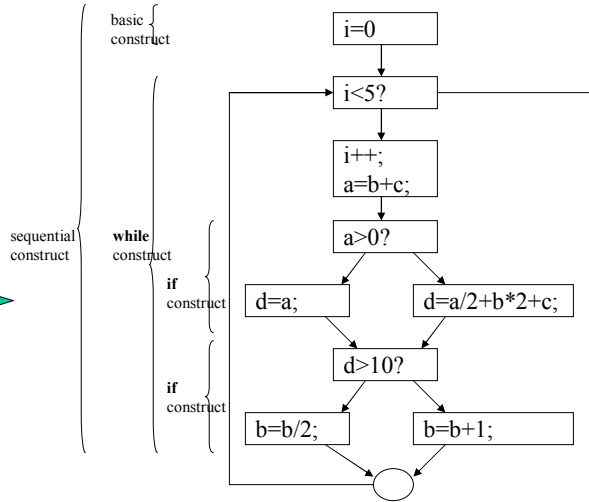 basic
construct
i=0
i<5?
i++;
a=b+c;
sequential
construct
while
construct
a>0?
if
construct
d=a;
d=a/2+b*2+c;
d>10?
if
construct
b=b/2;
b=b+1;